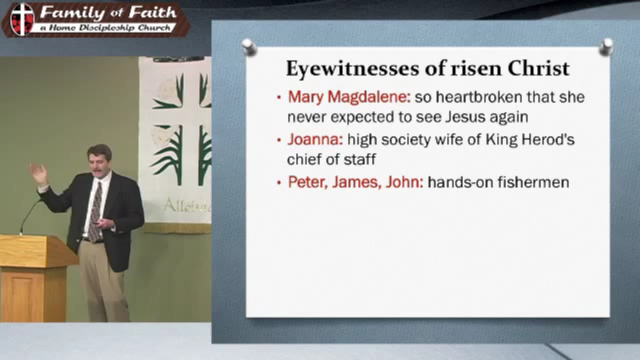 Family of Faith
a Home Discipleship Church
Eyewitnesses of risen Christ
• Mary Magdalene: so heartbroken that she
never expected to see Jesus again
• Joanna: high society wife of King Herod's
chief of staff
• Peter, James, John: hands-on fishermen